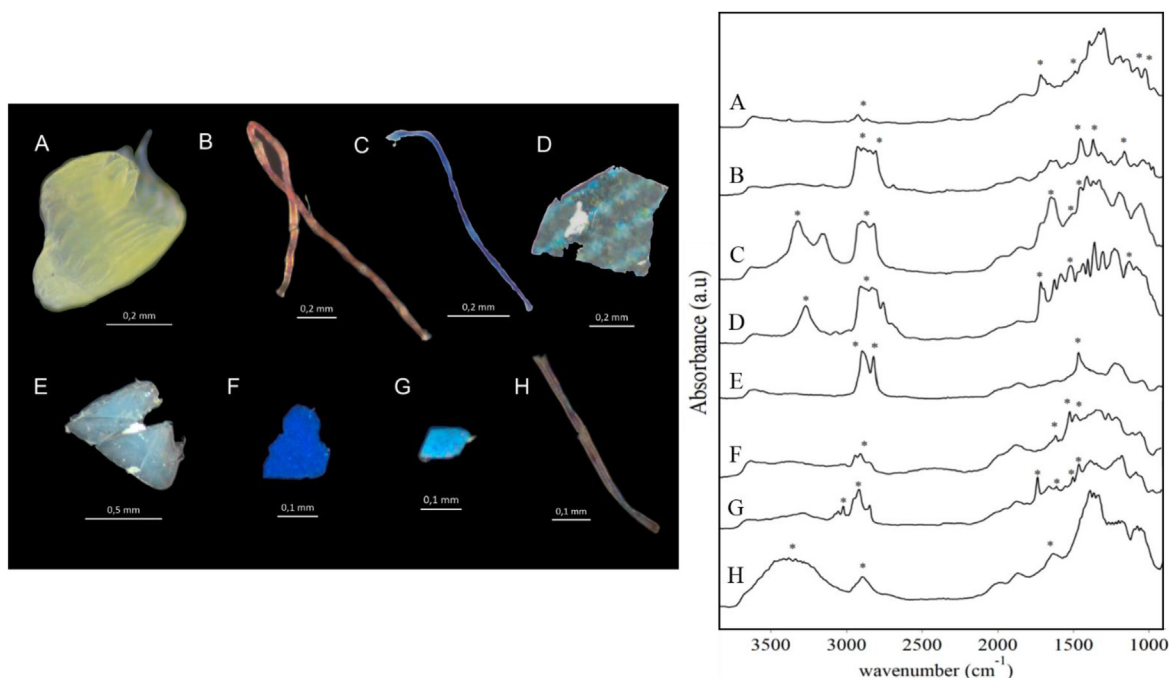 A
B
C
D
0,2 mm
0,2 mm
0,2 mm
0,2 mm
E
F
G
H
0,5 mm
0,1 mm
0,1 mm
0,1 mm
Absorbance (a.u)
A
B
C
D
E
F
G
H
* * * * *
* * * * *
* * * * *
* * * *
* * * *
* * * *
* * * * * *
* * *
3500 3000 2000 1500 1000
wavenumber (cm⁻¹)